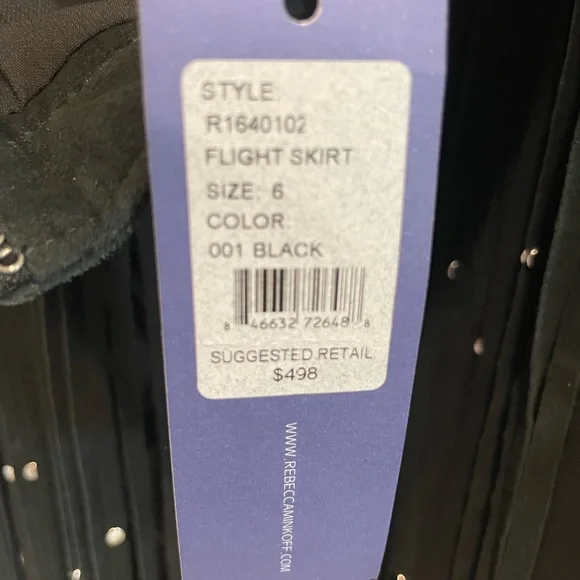 STYLE:
R1640102
FLIGHT SKIRT
SIZE: 6
COLOR:
001 BLACK
8 46632 72648 8
SUGGESTED RETAIL
$498
WWW.REBECCAMINKOFF.COM